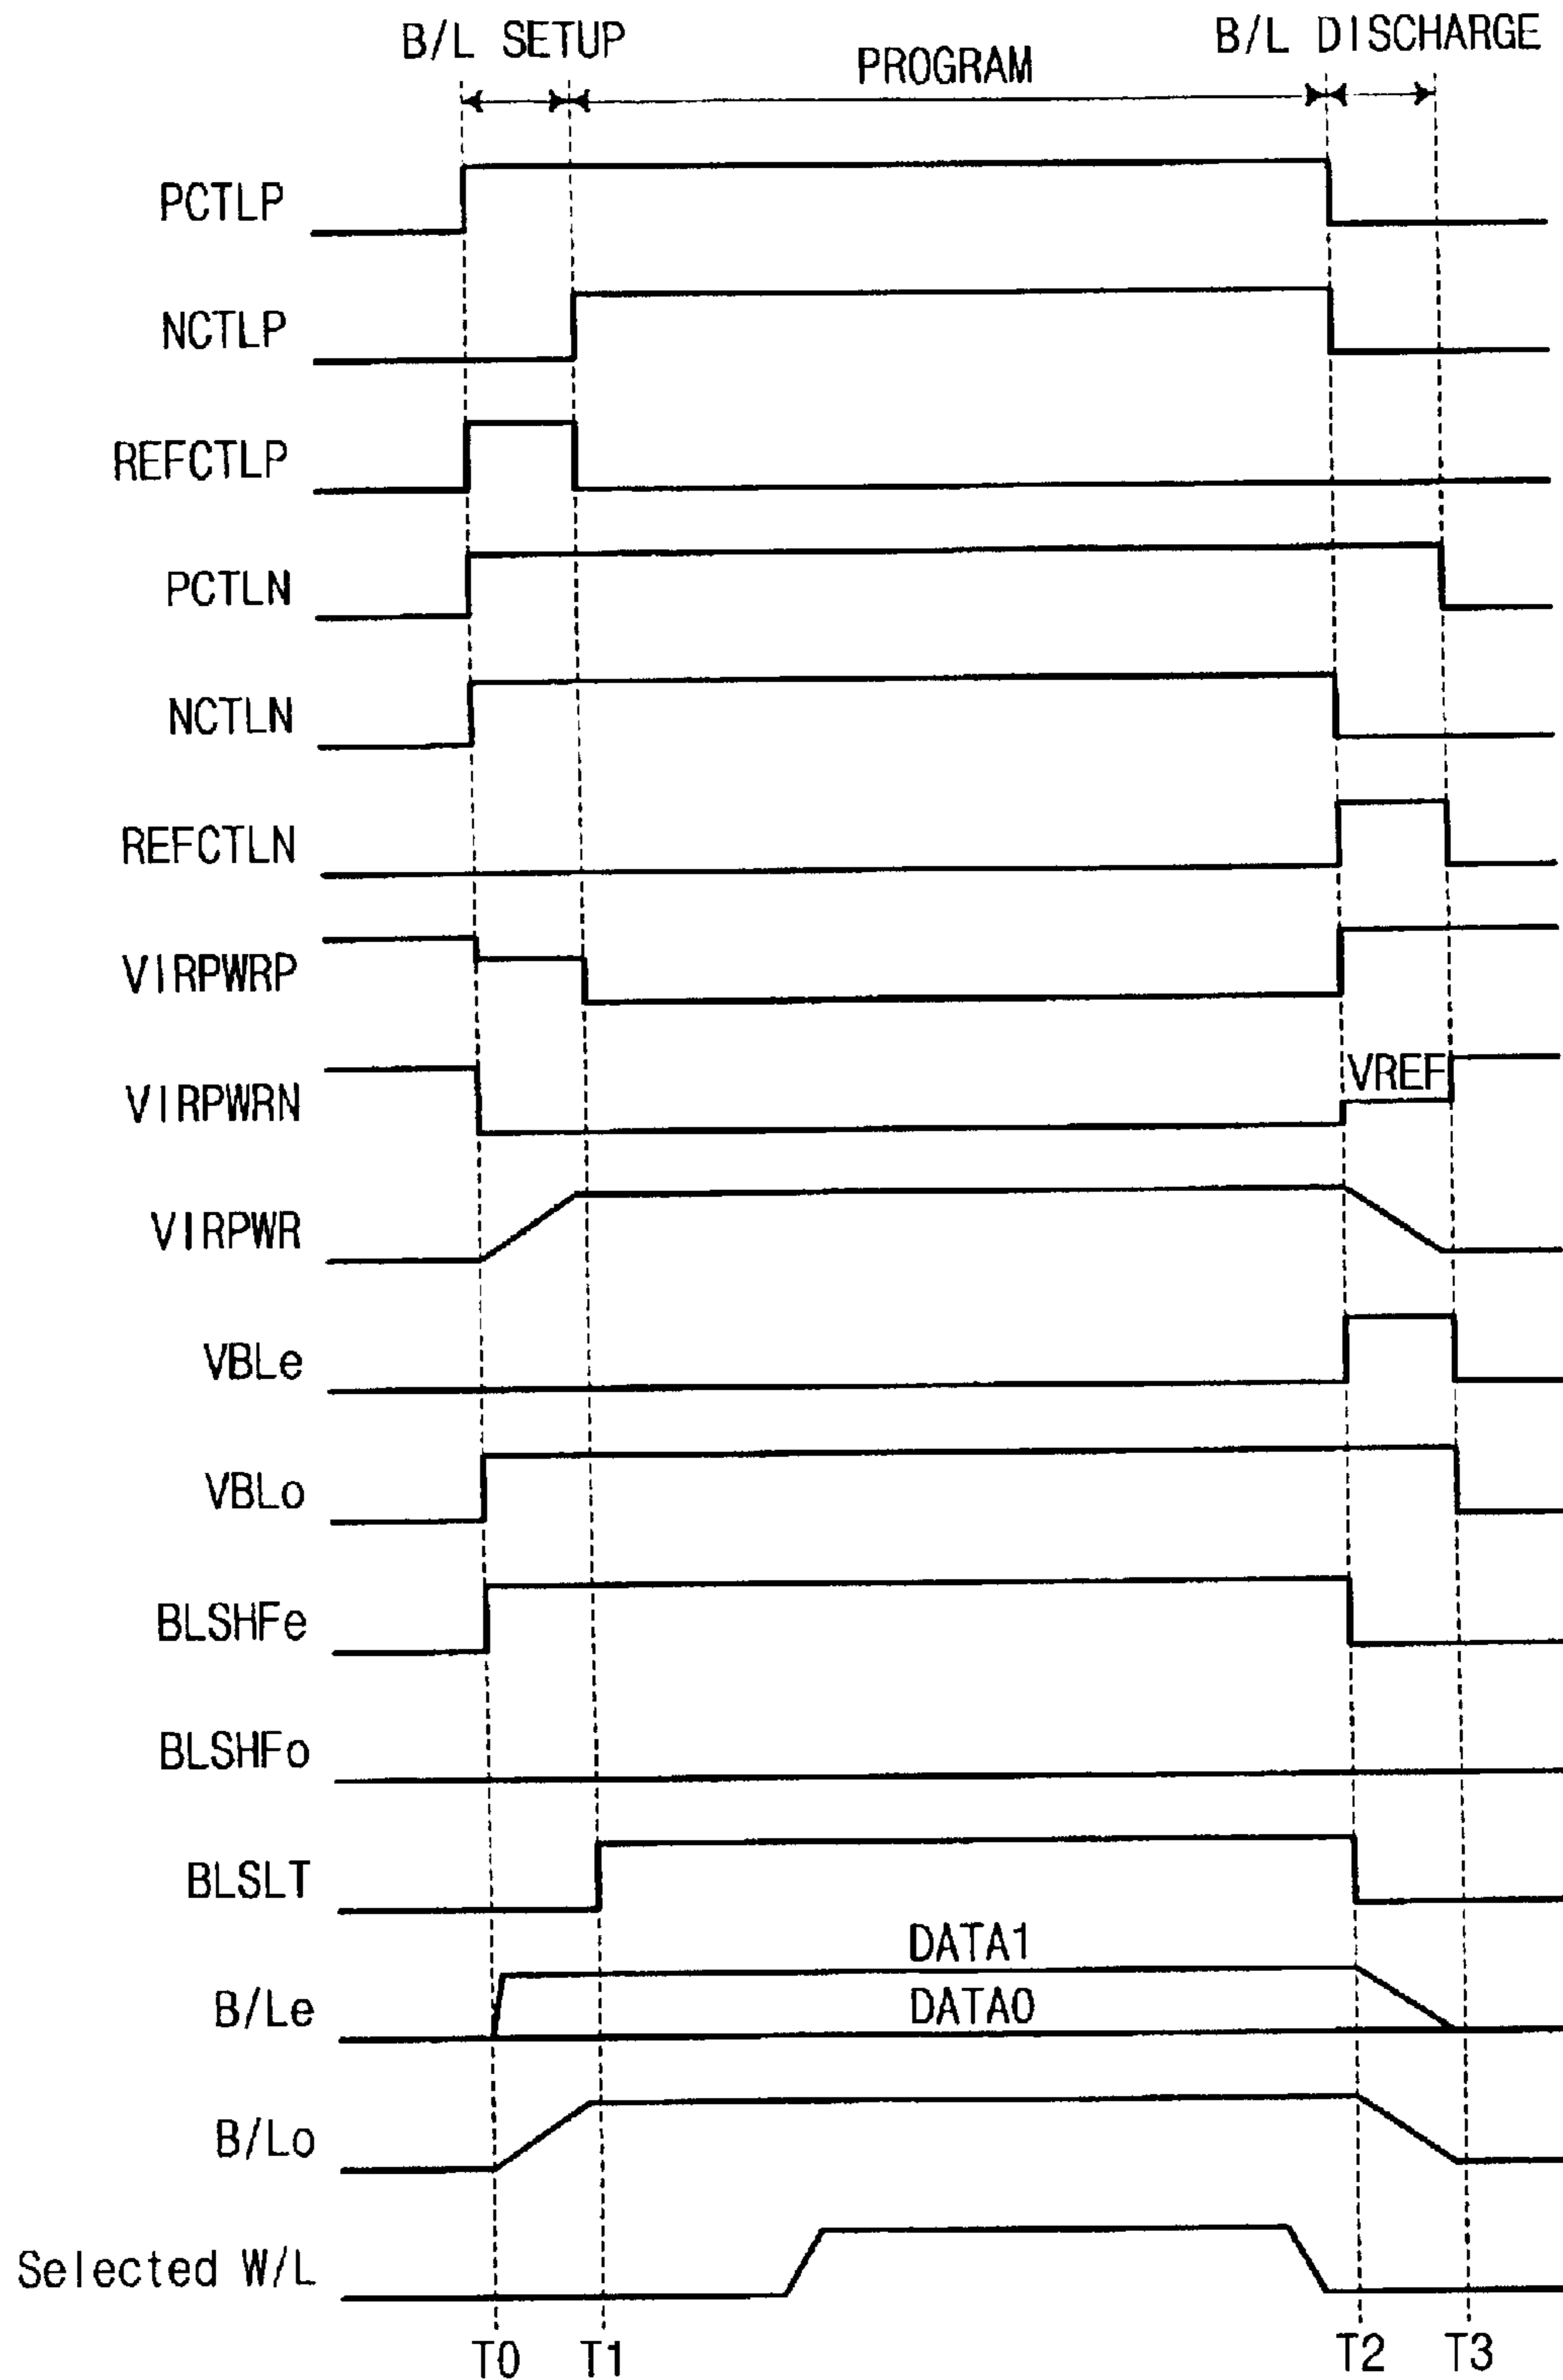 B/L SETUP
PROGRAM
B/L DISCHARGE
PCTLP
NCTLP
REFCTLP
PCTLN
NCTLN
REFCTLN
VIRPWRP
VIRPWRN
VREF
VIRPWR
VBLe
VBLo
BLSHFe
BLSHFo
BLSLT
DATA1
B/Le
DATA0
B/Lo
Selected W/L
T0
T1
T2
T3